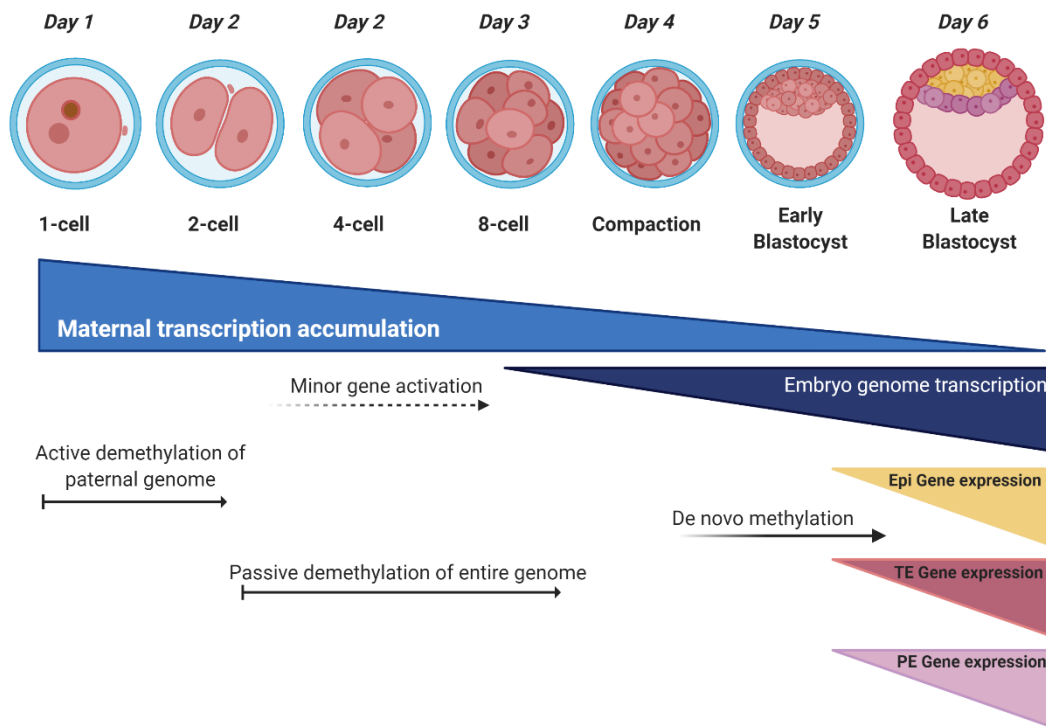 Day 1
Day 2
Day 2
Day 3
Day 4
Day 5
Day 6
1-cell
2-cell
4-cell
8-cell
Compaction
Early
Blastocyst
Late
Blastocyst
Maternal transcription accumulation
Minor gene activation
Embryo genome transcription
Active demethylation of
paternal genome
Epi Gene expression
De novo methylation
Passive demethylation of entire genome
TE Gene expression
PE Gene expression